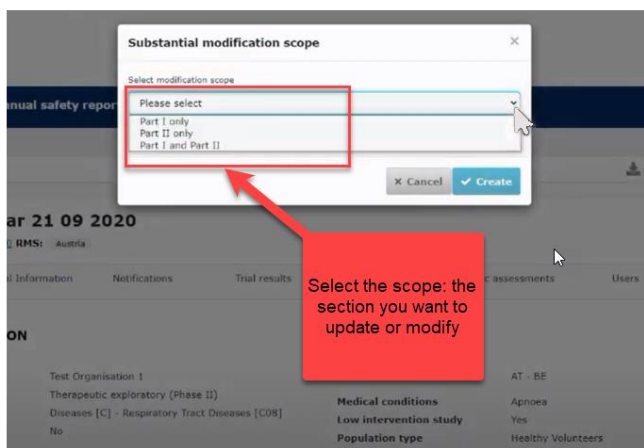 Substantial modification scope
Select modification scope
Please select
Part I only
Part II only
Part I and Part II
Cancel
Create
nnual safety repor
ar 21 09 2020
RMS: Austria
l Information Notifications Trial results c assessments Users
Select the scope: the
section you want to
update or modify
ON
Test Organisation 1 AT - BE
Therapeutic exploratory (Phase II) Medical conditions Apnoea
Diseases [C] - Respiratory Tract Diseases [C08] Low intervention study Yes
No Population type Healthy Volunteers